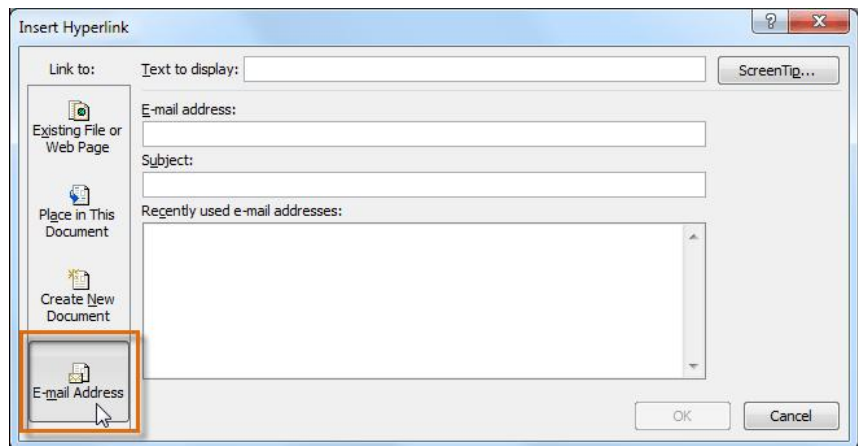 Insert Hyperlink
Link to:
Text to display:
ScreenTip...
Existing File or
Web Page
Place in This
Document
Create New
Document
E-mail Address
E-mail address:
Subject:
Recently used e-mail addresses:
OK
Cancel